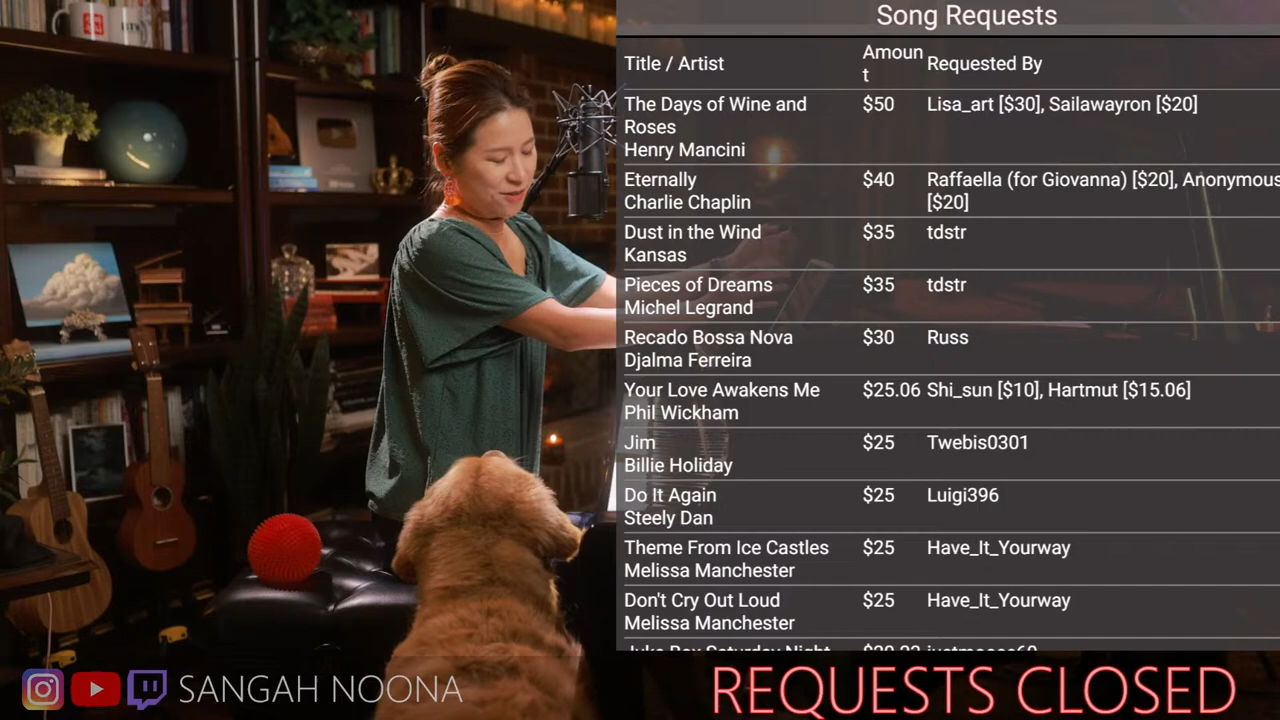 Song Requests
Title / Artist Amoun Requested By
t
The Days of Wine and $50 Lisa_art [$30], Sailawayron [$20]
Roses
Henry Mancini
Eternally $40 Raffaella (for Giovanna) [$20], Anonymous
Charlie Chaplin [$20]
Dust in the Wind $35 tdstr
Kansas
Pieces of Dreams $35 tdstr
Michel Legrand
Recado Bossa Nova $30 Russ
Djalma Ferreira
Your Love Awakens Me $25.06 Shi_sun [$10], Hartmut [$15.06]
Phil Wickham
Jim $25 Twebis0301
Billie Holiday
Do It Again $25 Luigi396
Steely Dan
Theme From Ice Castles $25 Have_It_Yourway
Melissa Manchester
Don't Cry Out Loud $25 Have_It_Yourway
Melissa Manchester
Juke Box Saturday Night
SANGAH NOONA
REQUESTS CLOSED